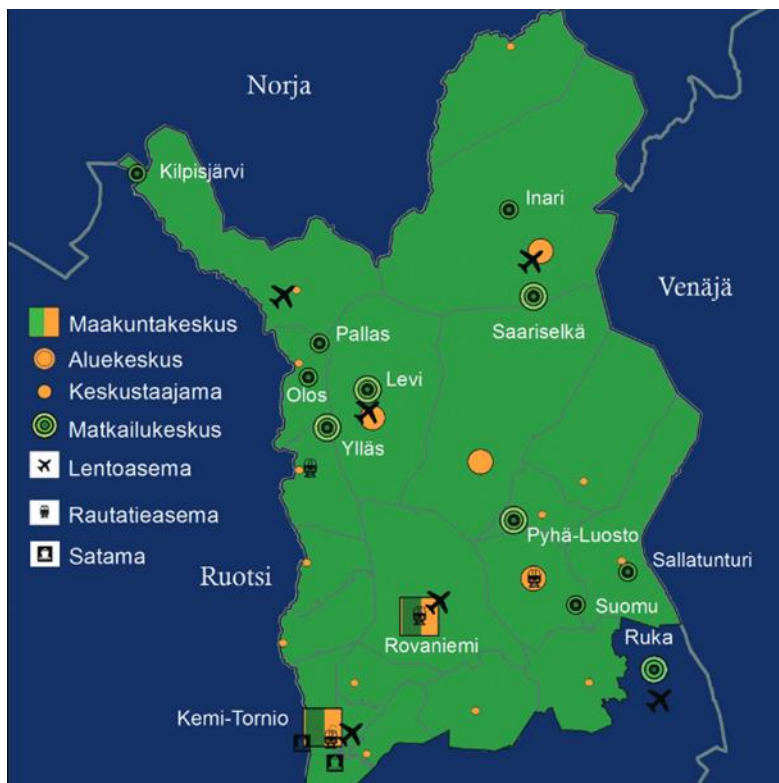 Norja
Kilpisjärvi
Inari
Venäjä
Saariselkä
Maakuntakeskus
Pallas
Aluekeskus
Levi
Olos
Keskustaajama
Matkailukeskus
Ylläs
Lentoasema
Rautatieasema
Pyhä-Luosto
Satama
Sallatunturi
Ruotsi
Suomu
Rovaniemi
Ruka
Kemi-Tornio